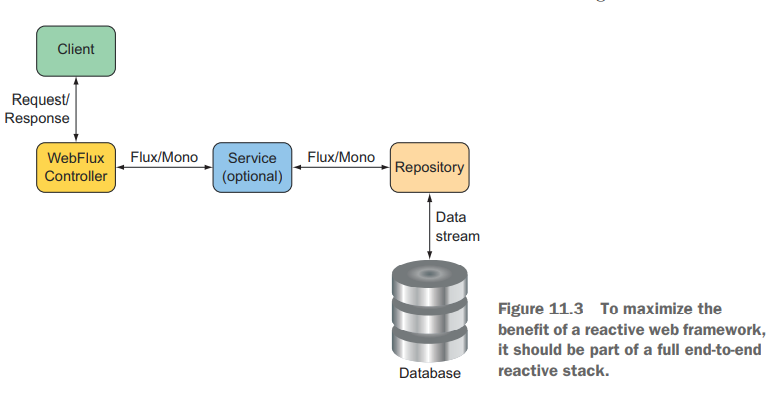 Client
Request/
Response
WebFlux
Controller
Flux/Mono
Service
(optional)
Flux/Mono
Repository
Data
stream
Database
Figure 11.3 To maximize the
benefit of a reactive web framework,
it should be part of a full end-to-end
reactive stack.